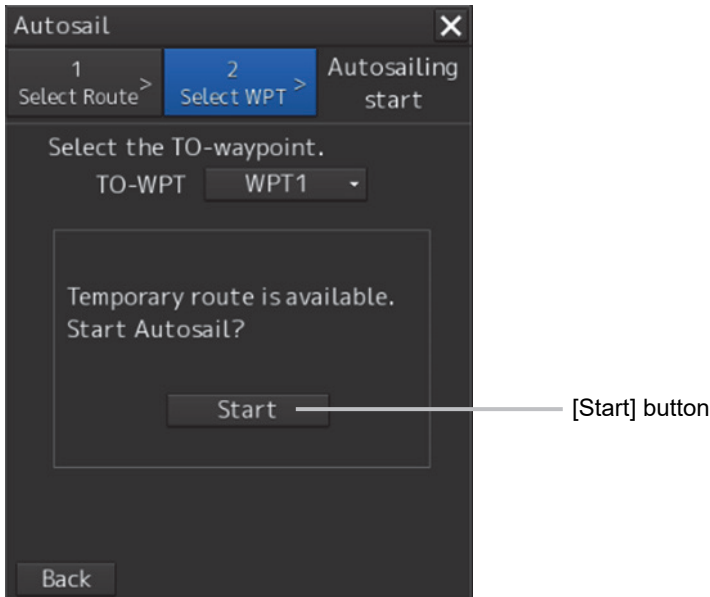 Autosail
1
Select Route >
2
Select WPT >
Autosailing
start
Select the TO-waypoint.
TO-WPT WPT1
Temporary route is available.
Start Autosail?
Start
[Start] button
Back